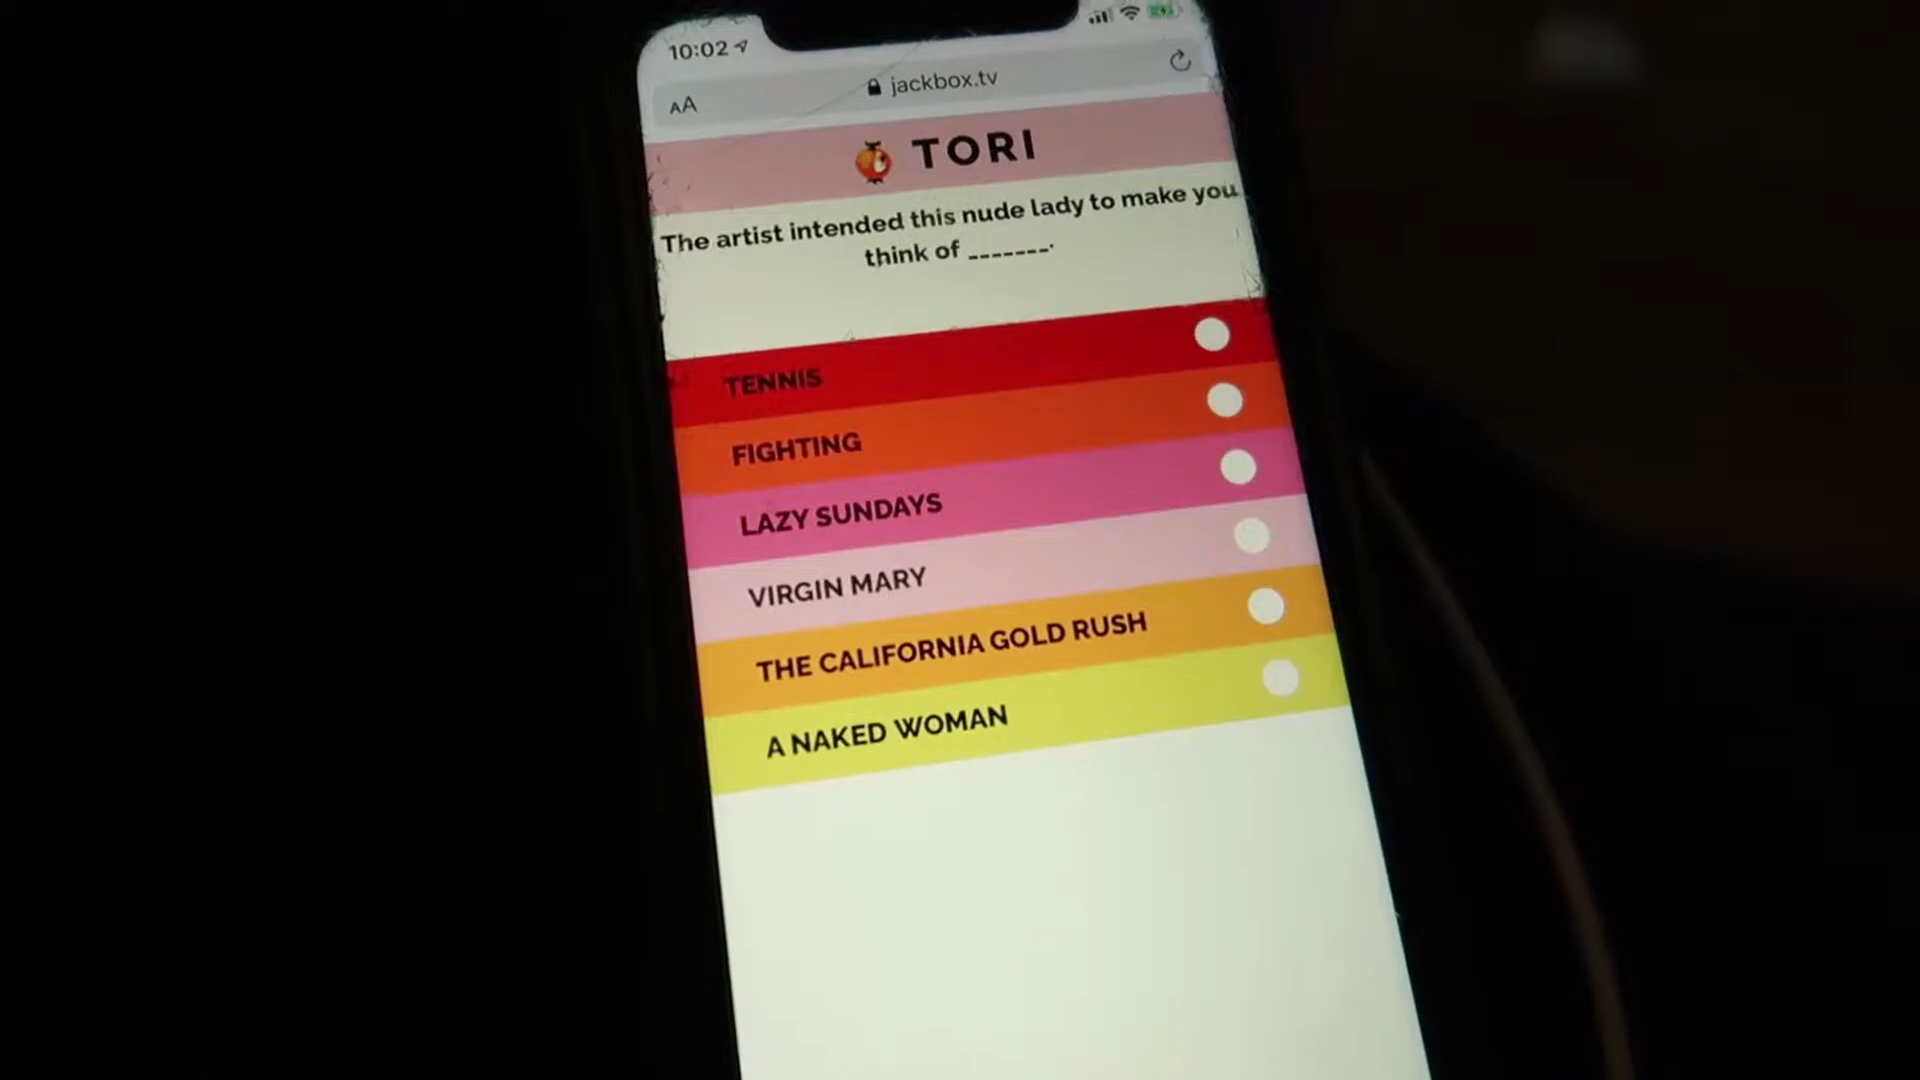 10:02
AA jackbox.tv
TORI
The artist intended this nude lady to make you
think of _______.
TENNIS
FIGHTING
LAZY SUNDAYS
VIRGIN MARY
THE CALIFORNIA GOLD RUSH
A NAKED WOMAN